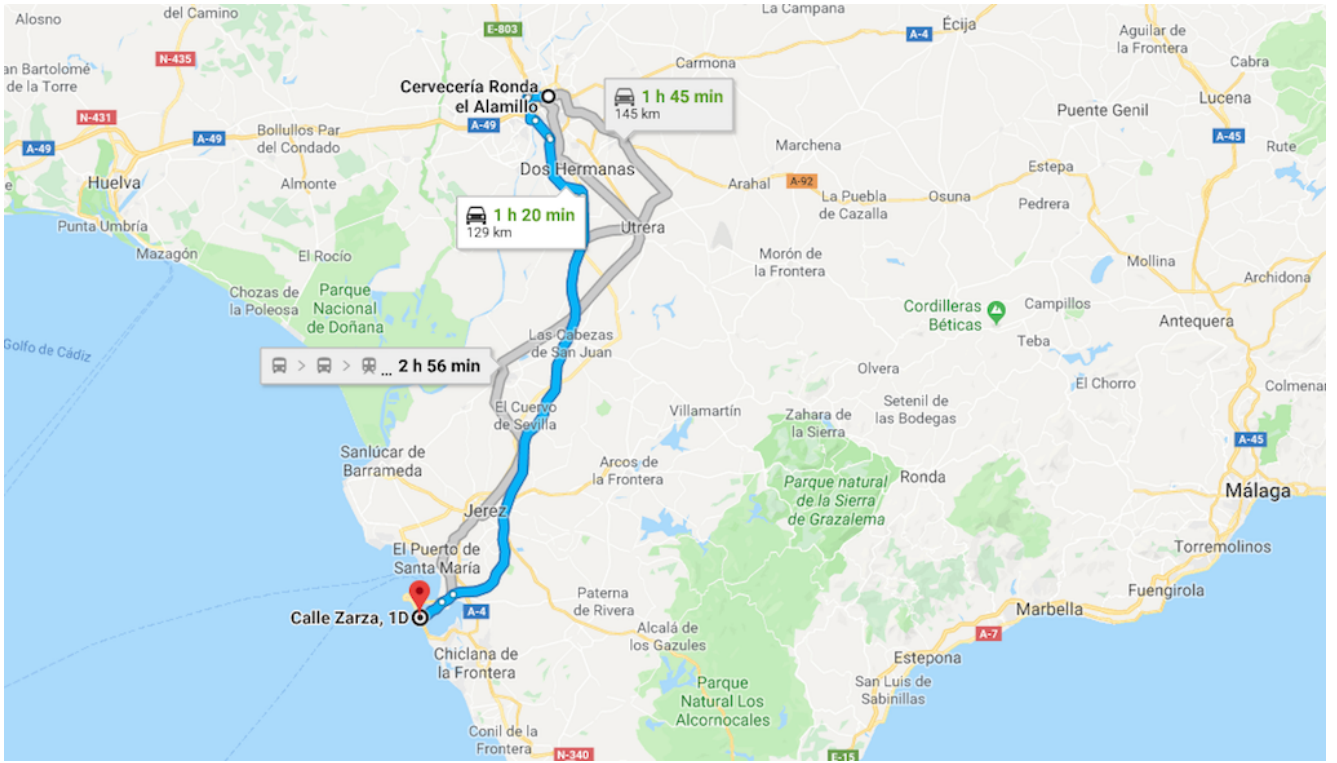 Alosno
del Camino
E-803
La Campana
A-4
Écija
Aguilar de
la Frontera
Cabra
N-435
an Bartolomé
de la Torre
Carmona
Cervecería Ronda
el Alamillo
1 h 45 min
145 km
Lucena
Puente Genil
N-431
A-49
Bollullos Par
del Condado
A-49
A-49
A-45
Marchena
Rute
Estepa
Dos Hermanas
Huelva
Almonte
Arahal
A-92
La Puebla
de Cazalla
Osuna
Pedrera
1 h 20 min
129 km
Punta Umbría
Utrera
Mazagón
El Rocío
Morón de
la Frontera
Mollina
Archidona
Chozas de
la Poleosa
Parque
Nacional
de Doñana
Cordilleras
Béticas
Campillos
Antequera
Golfo de Cádiz
Las Cabezas
de San Juan
Teba
> > ... 2 h 56 min
Olvera
El Chorro
Colmenar
El Cuervo
de Sevilla
Villamartín
Zahara de
la Sierra
Setenil de
las Bodegas
A-45
Sanlúcar de
Barrameda
Arcos de
la Frontera
Parque natural
de la Sierra
de Grazalema
Ronda
Málaga
Jerez
El Puerto de
Santa María
Torremolinos
Calle Zarza, 1D
A-4
Paterna
de Rivera
Fuengirola
Marbella
Alcalá de
los Gazules
A-7
Chiclana de
la Frontera
Estepona
Parque
Natural Los
Alcornocales
San Luis de
Sabinillas
Conil de la
Frontera
N-340
E-15